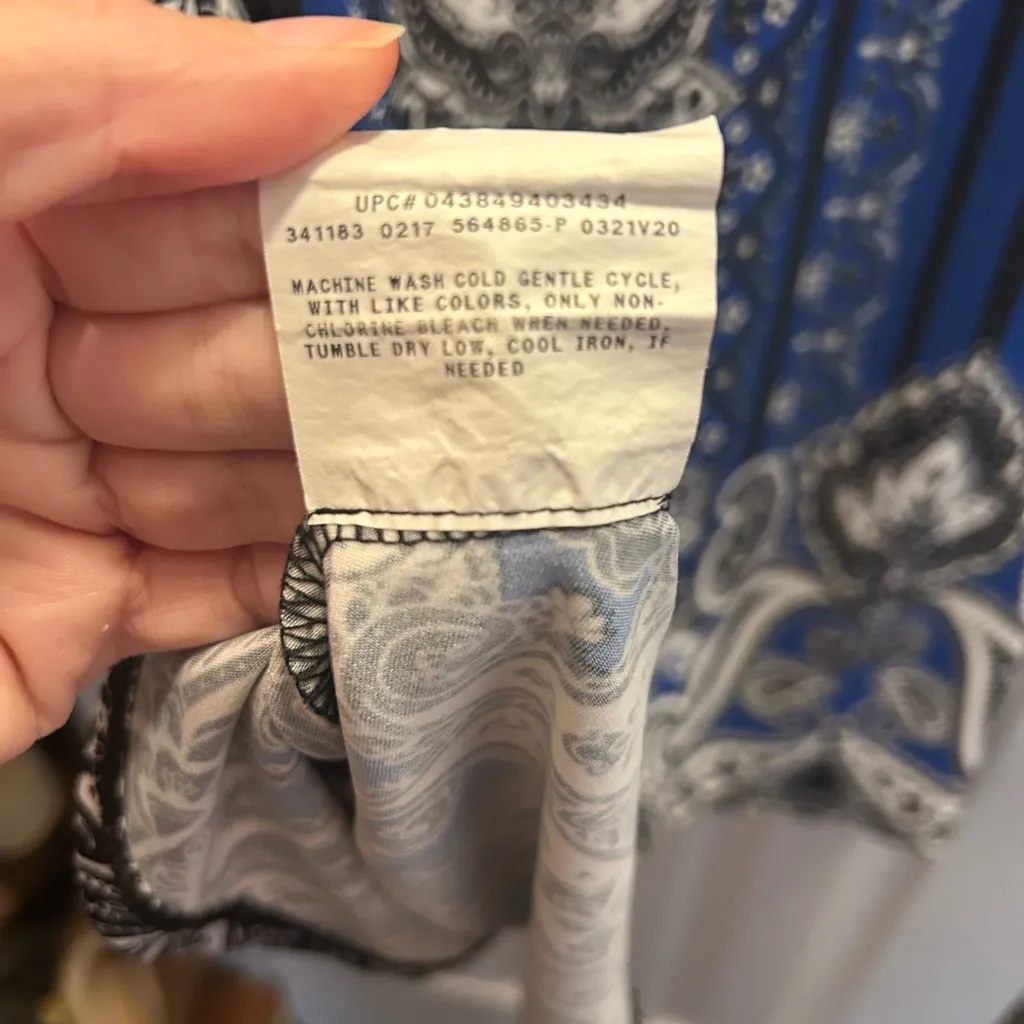 UPC# 043849403434
341183 0217 564865-P 0321V20
MACHINE WASH COLD GENTLE CYCLE,
WITH LIKE COLORS, ONLY NON-
CHLORINE BLEACH WHEN NEEDED,
TUMBLE DRY LOW, COOL IRON, IF
NEEDED